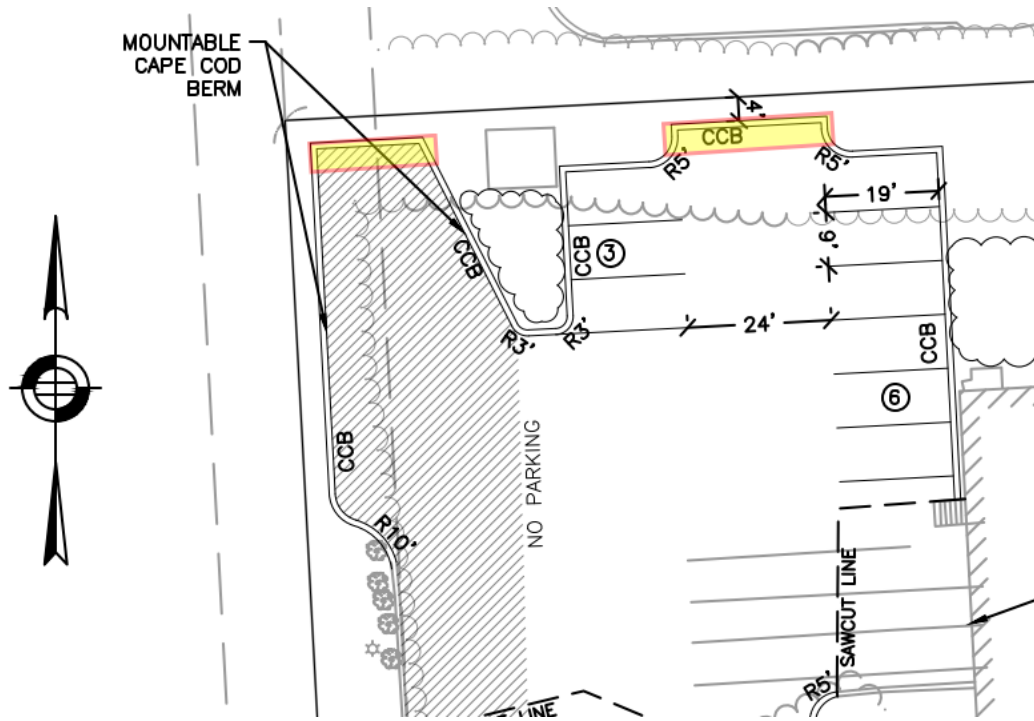 MOUNTABLE
CAPE COD
BERM
4'
CCB
R5'
R5'
19'
9'
CCB
CCB
3
R3'
R3'
24'
CCB
6
CCB
NO PARKING
R10'
SAWCUT LINE
R5'
LINE